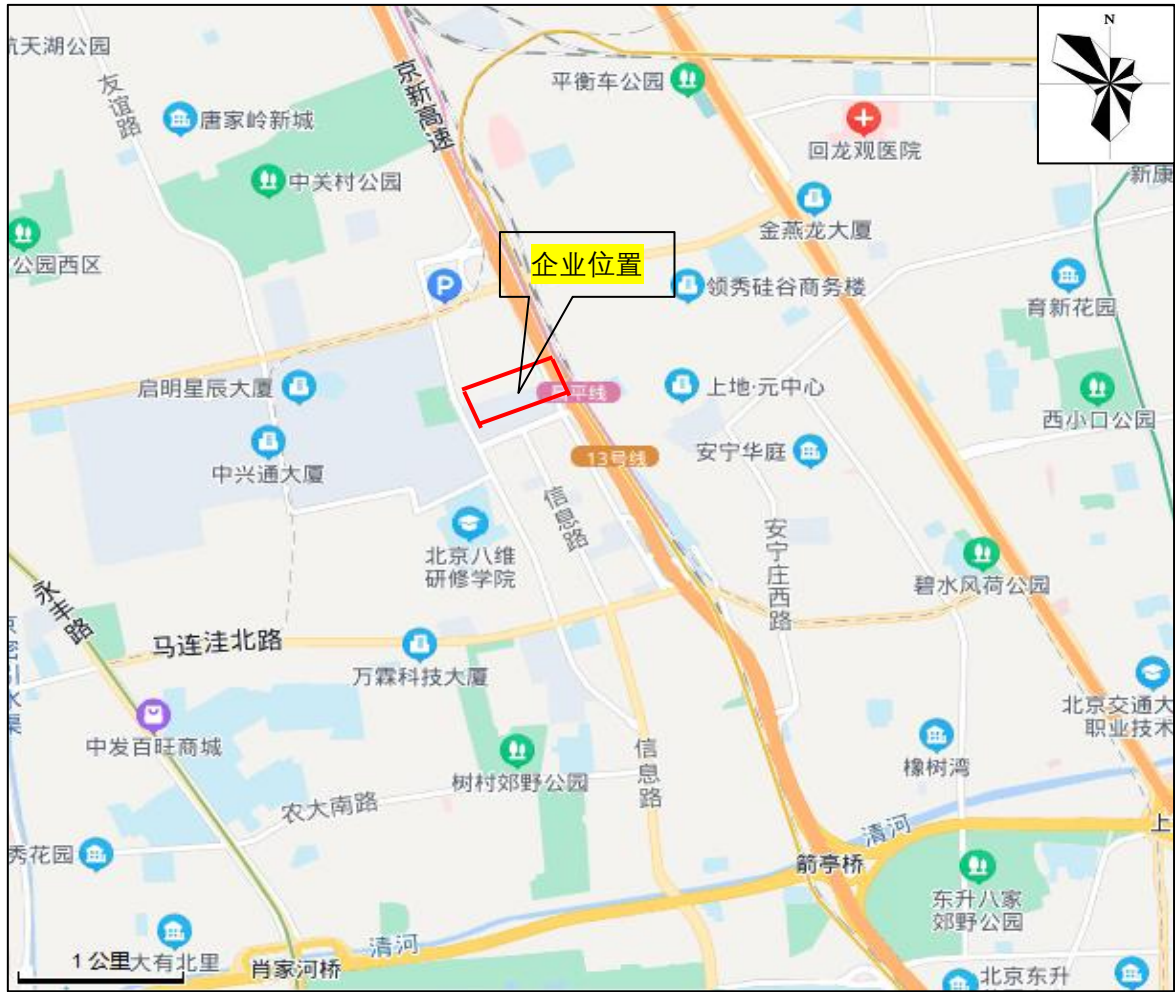 N
航天湖公园
友谊路
京新高速
平衡车公园
唐家岭新城
回龙观医院
中关村公园
新康
金燕龙大厦
公园西区
企业位置
P
领秀硅谷商务楼
育新花园
启明星辰大厦
昌平线
上地·元中心
西小口公园
中兴通大厦
13号线
安宁华庭
信息路
北京八维
研修学院
安宁庄西路
碧水风荷公园
永丰路
马连洼北路
京密引水渠
万霖科技大厦
北京交通大
职业技术
中发百旺商城
信息路
橡树湾
树村郊野公园
农大南路
清河
上
秀花园
箭亭桥
东升八家
郊野公园
清河
1公里
大有北里
肖家河桥
北京东升